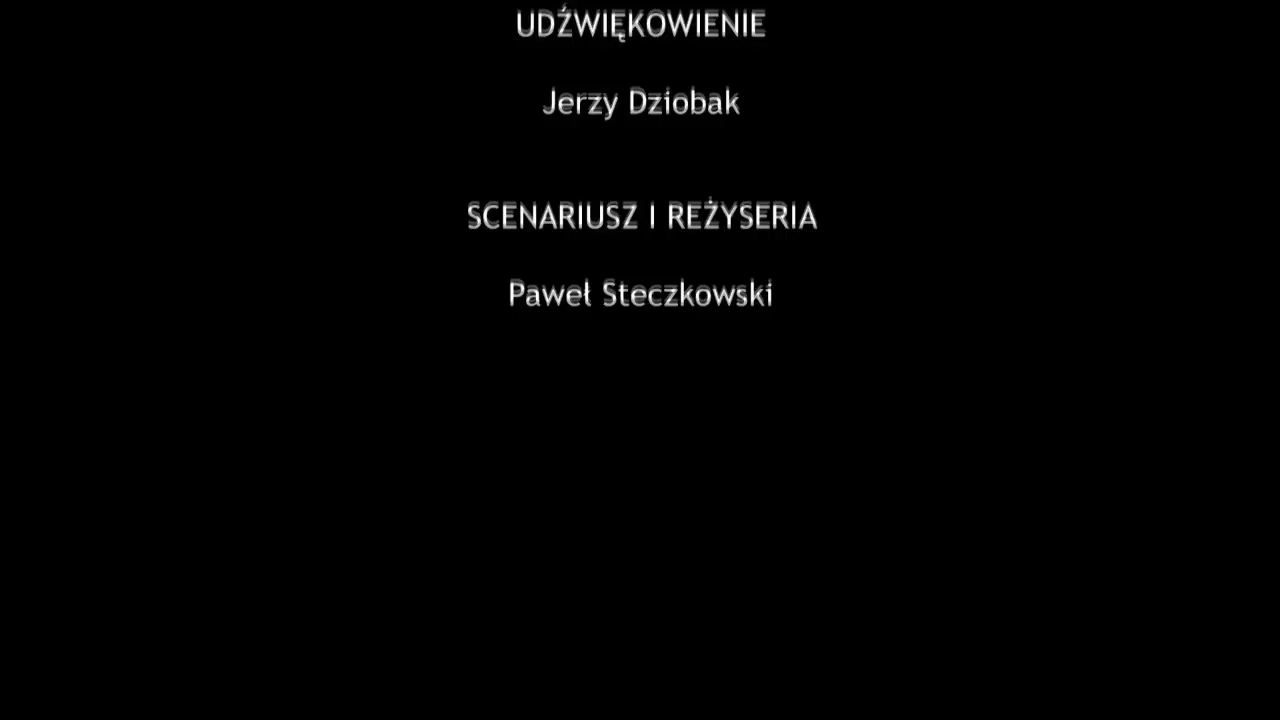 UDŹWIĘKOWIENIE
Jerzy Dziobak
SCENARIUSZ I REŻYSERIA
Paweł Steczkowski